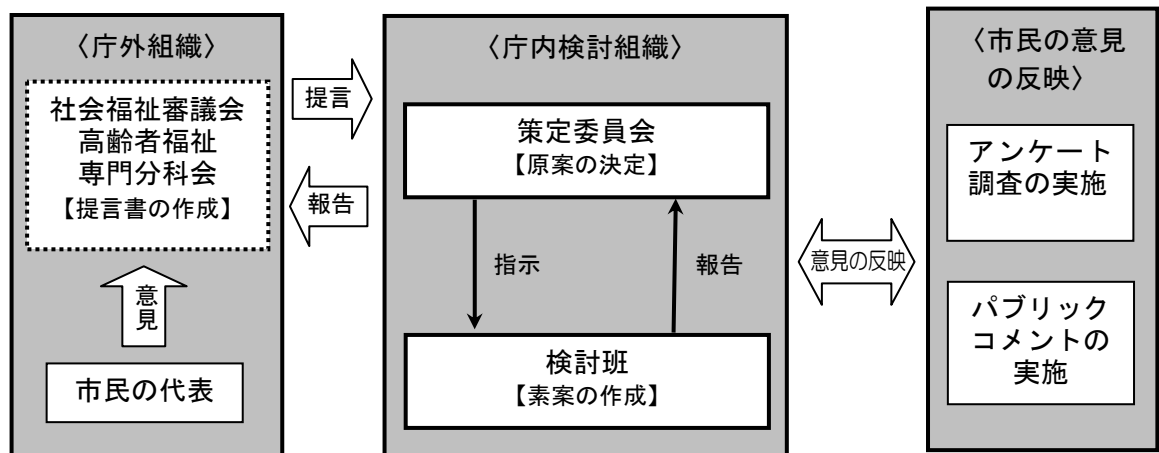 〈庁外組織〉
社会福祉審議会
高齢者福祉
専門分科会
【提言書の作成】
意見
市民の代表
提言
報告
〈庁内検討組織〉
策定委員会
【原案の決定】
指示
報告
検討班
【素案の作成】
意見の反映
〈市民の意見
の反映〉
アンケート
調査の実施
パブリック
コメントの
実施